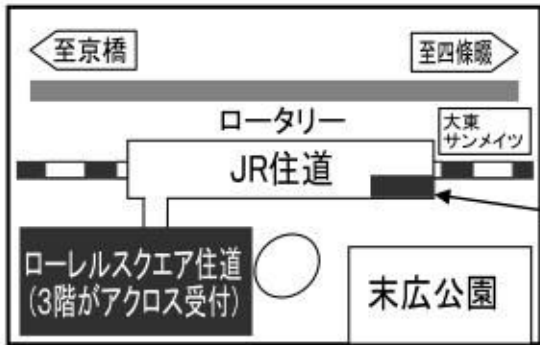 至京橋
至四條畷
ロータリー
大東
サンメイツ
JR住道
ローレルスクエア住道
(3階がアクロス受付)
末広公園